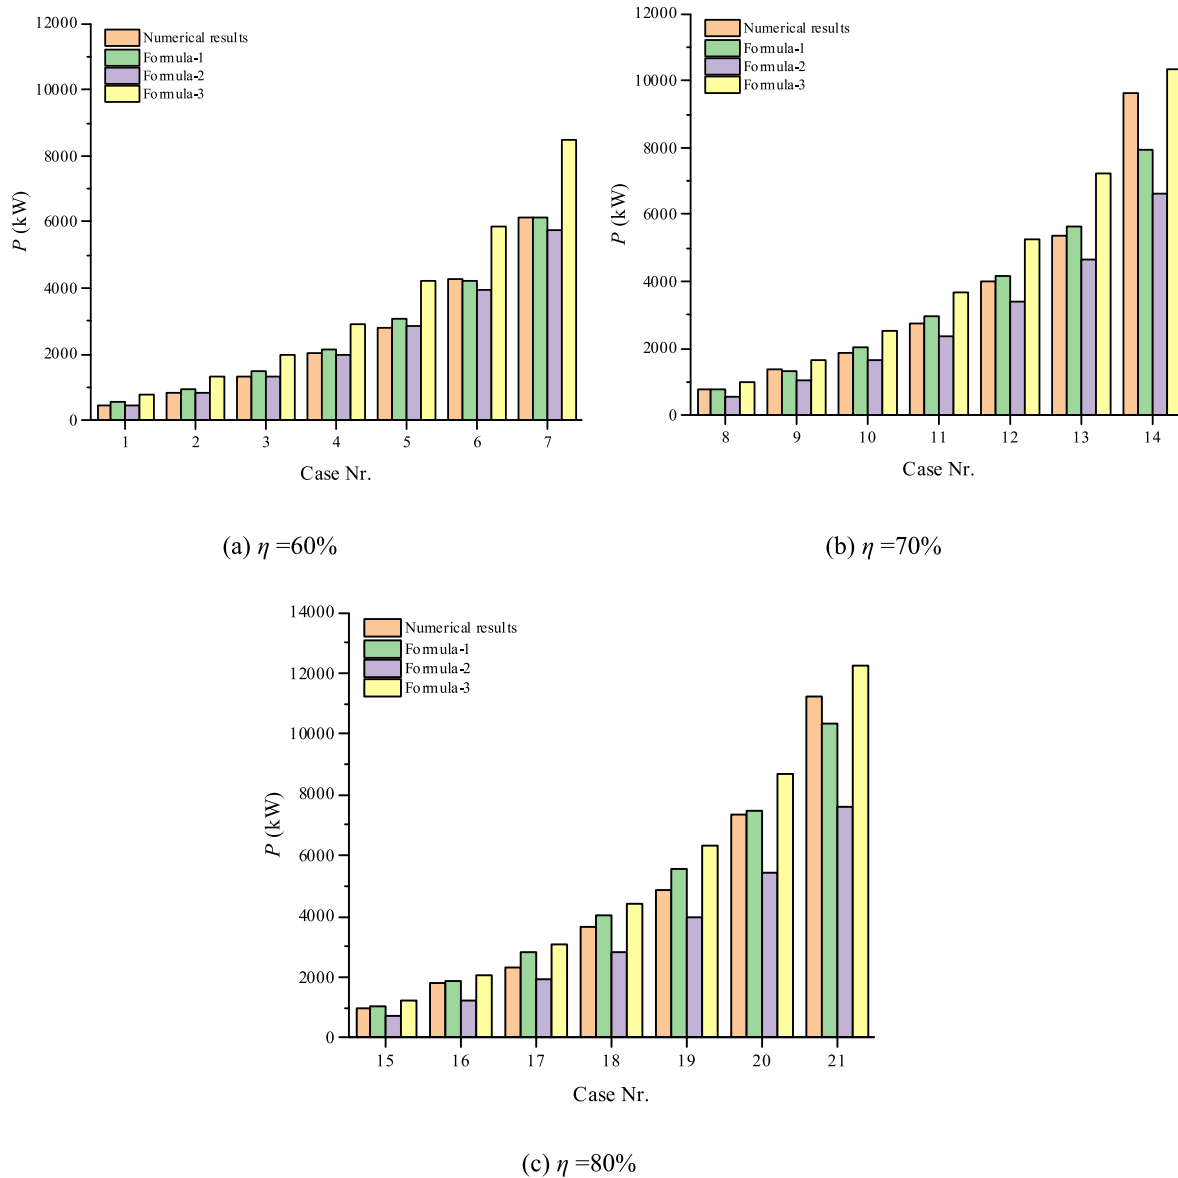 12000
10000
8000
6000
4000
2000
0
P (kW)
Numerical results
Formula-1
Formula-2
Formula-3
1 2 3 4 5 6 7
Case Nr.
(a) η =60%
12000
10000
8000
6000
4000
2000
0
P (kW)
Numerical results
Formula-1
Formula-2
Formula-3
8 9 10 11 12 13 14
Case Nr.
(b) η =70%
14000
12000
10000
8000
6000
4000
2000
0
P (kW)
Numerical results
Formula-1
Formula-2
Formula-3
15 16 17 18 19 20 21
Case Nr.
(c) η =80%